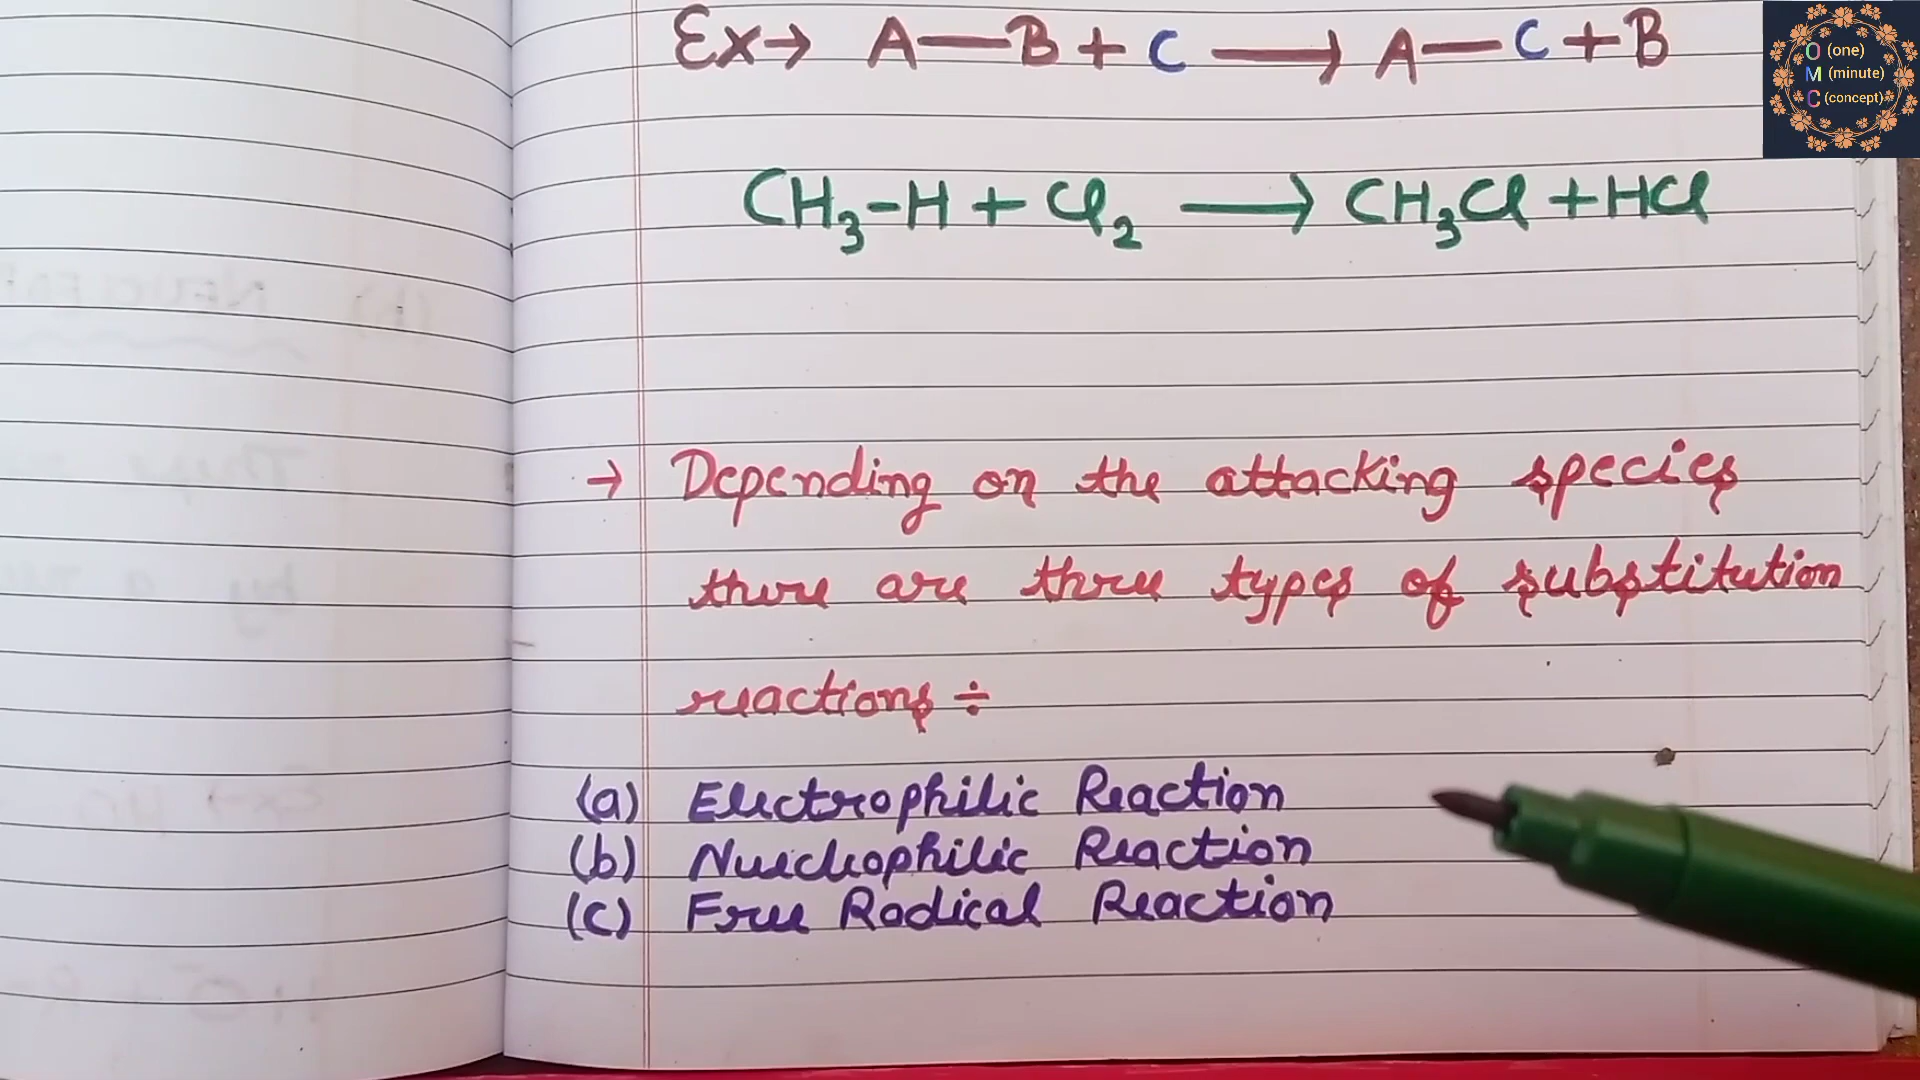 Ex→ A—B + C ⟶ A—C + B
O (one)
M (minute)
C (concept)
CH₃-H + Cl₂ ⟶ CH₃Cl + HCl
→ Depending on the attacking species
there are three types of substitution
reactions ÷
(a) Electrophilic Reaction
(b) Nucleophilic Reaction
(c) Free Radical Reaction